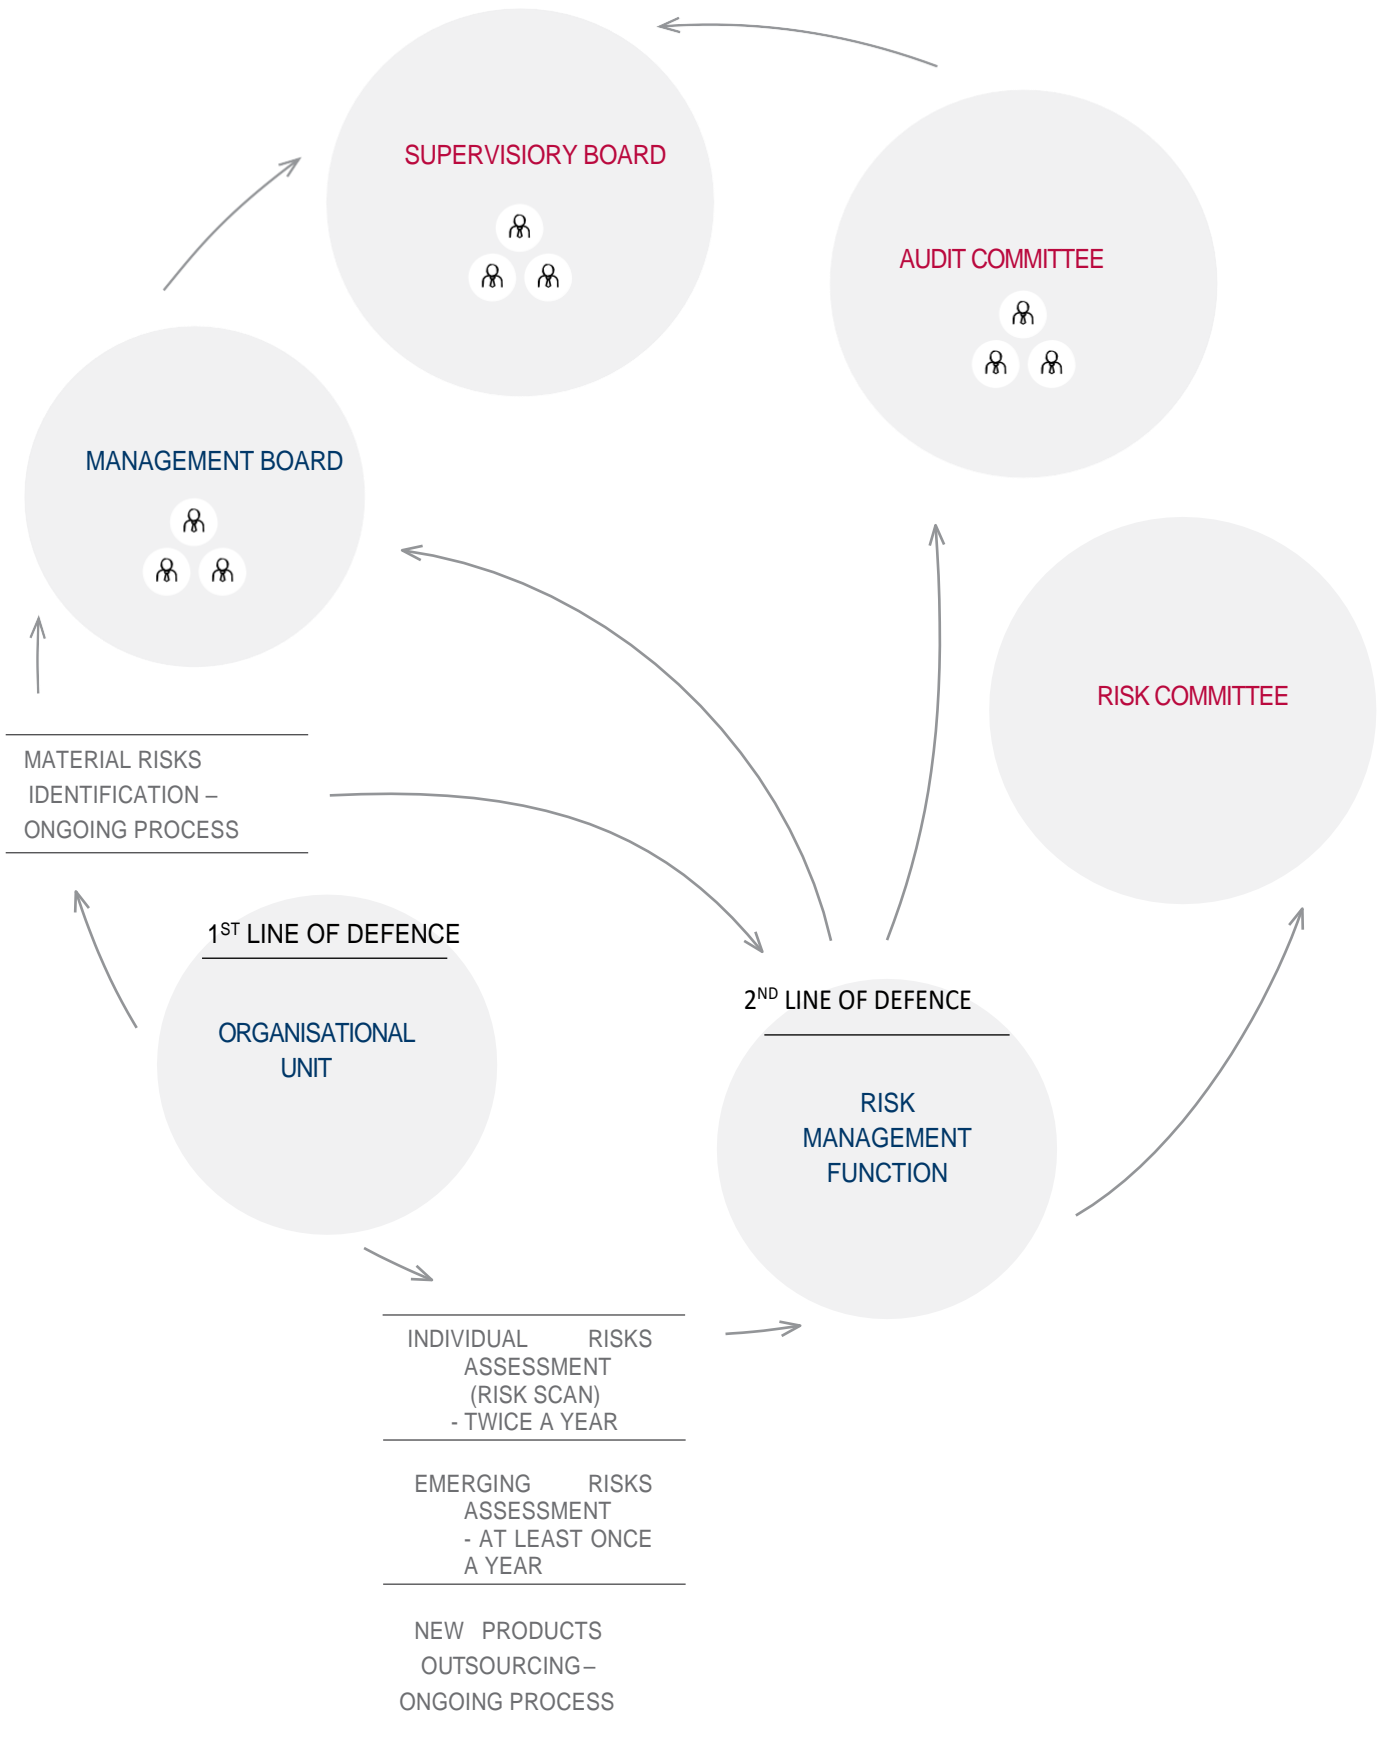 SUPERVISIORY BOARD
AUDIT COMMITTEE
MANAGEMENT BOARD
RISK COMMITTEE
MATERIAL RISKS
IDENTIFICATION –
ONGOING PROCESS
1ST LINE OF DEFENCE
ORGANISATIONAL
UNIT
2ND LINE OF DEFENCE
RISK
MANAGEMENT
FUNCTION
INDIVIDUAL RISKS
ASSESSMENT
(RISK SCAN)
- TWICE A YEAR
EMERGING RISKS
ASSESSMENT
- AT LEAST ONCE
A YEAR
NEW PRODUCTS
OUTSOURCING –
ONGOING PROCESS